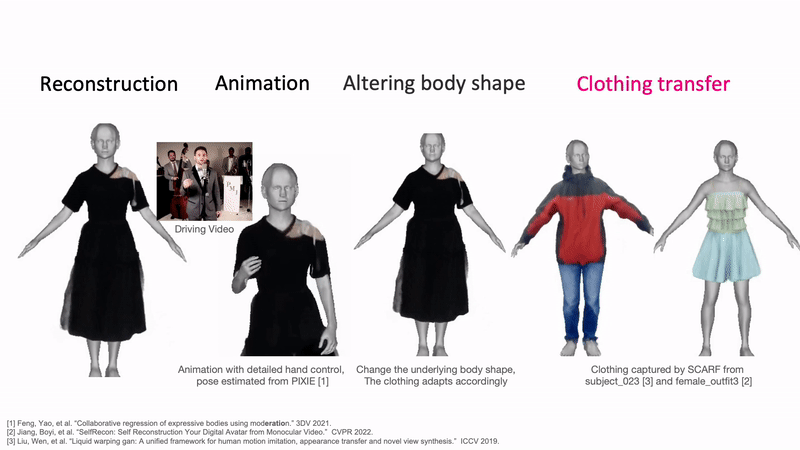 Reconstruction
Animation
Altering body shape
Clothing transfer
PMJ
Driving Video
Animation with detailed hand control,
pose estimated from PIXIE [1]
Change the underlying body shape,
The clothing adapts accordingly
Clothing captured by SCARF from
subject_023 [3] and female_outfit3 [2]
[1] Feng, Yao, et al. “Collaborative regression of expressive bodies using moderation.” 3DV 2021.
[2] Jiang, Boyi, et al. “SelfRecon: Self Reconstruction Your Digital Avatar from Monocular Video.” CVPR 2022.
[3] Liu, Wen, et al. “Liquid warping gan: A unified framework for human motion imitation, appearance transfer and novel view synthesis.” ICCV 2019.